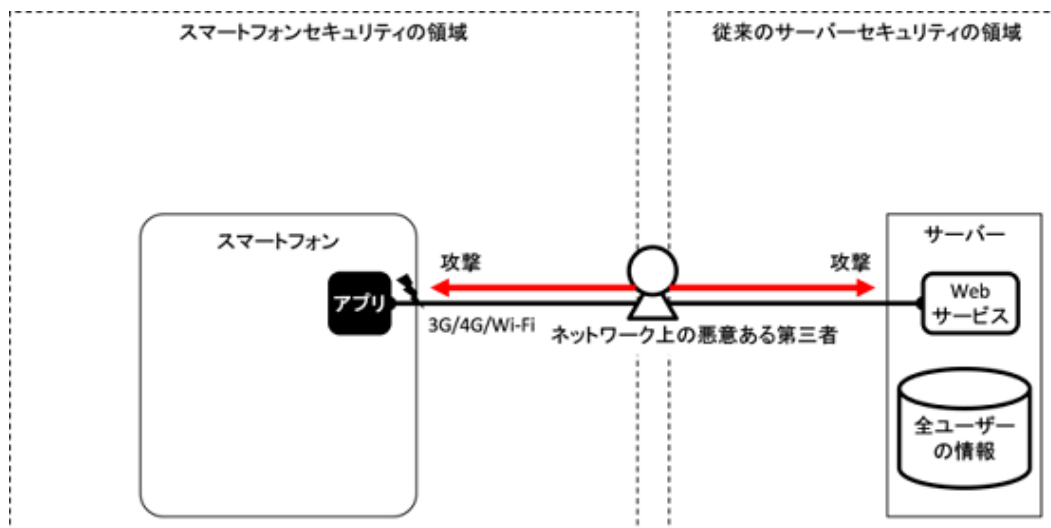 スマートフォンセキュリティの領域
従来のサーバーセキュリティの領域
スマートフォン
サーバー
攻撃
攻撃
アプリ
Web
サービス
3G/4G/Wi-Fi
ネットワーク上の悪意ある第三者
全ユーザー
の情報